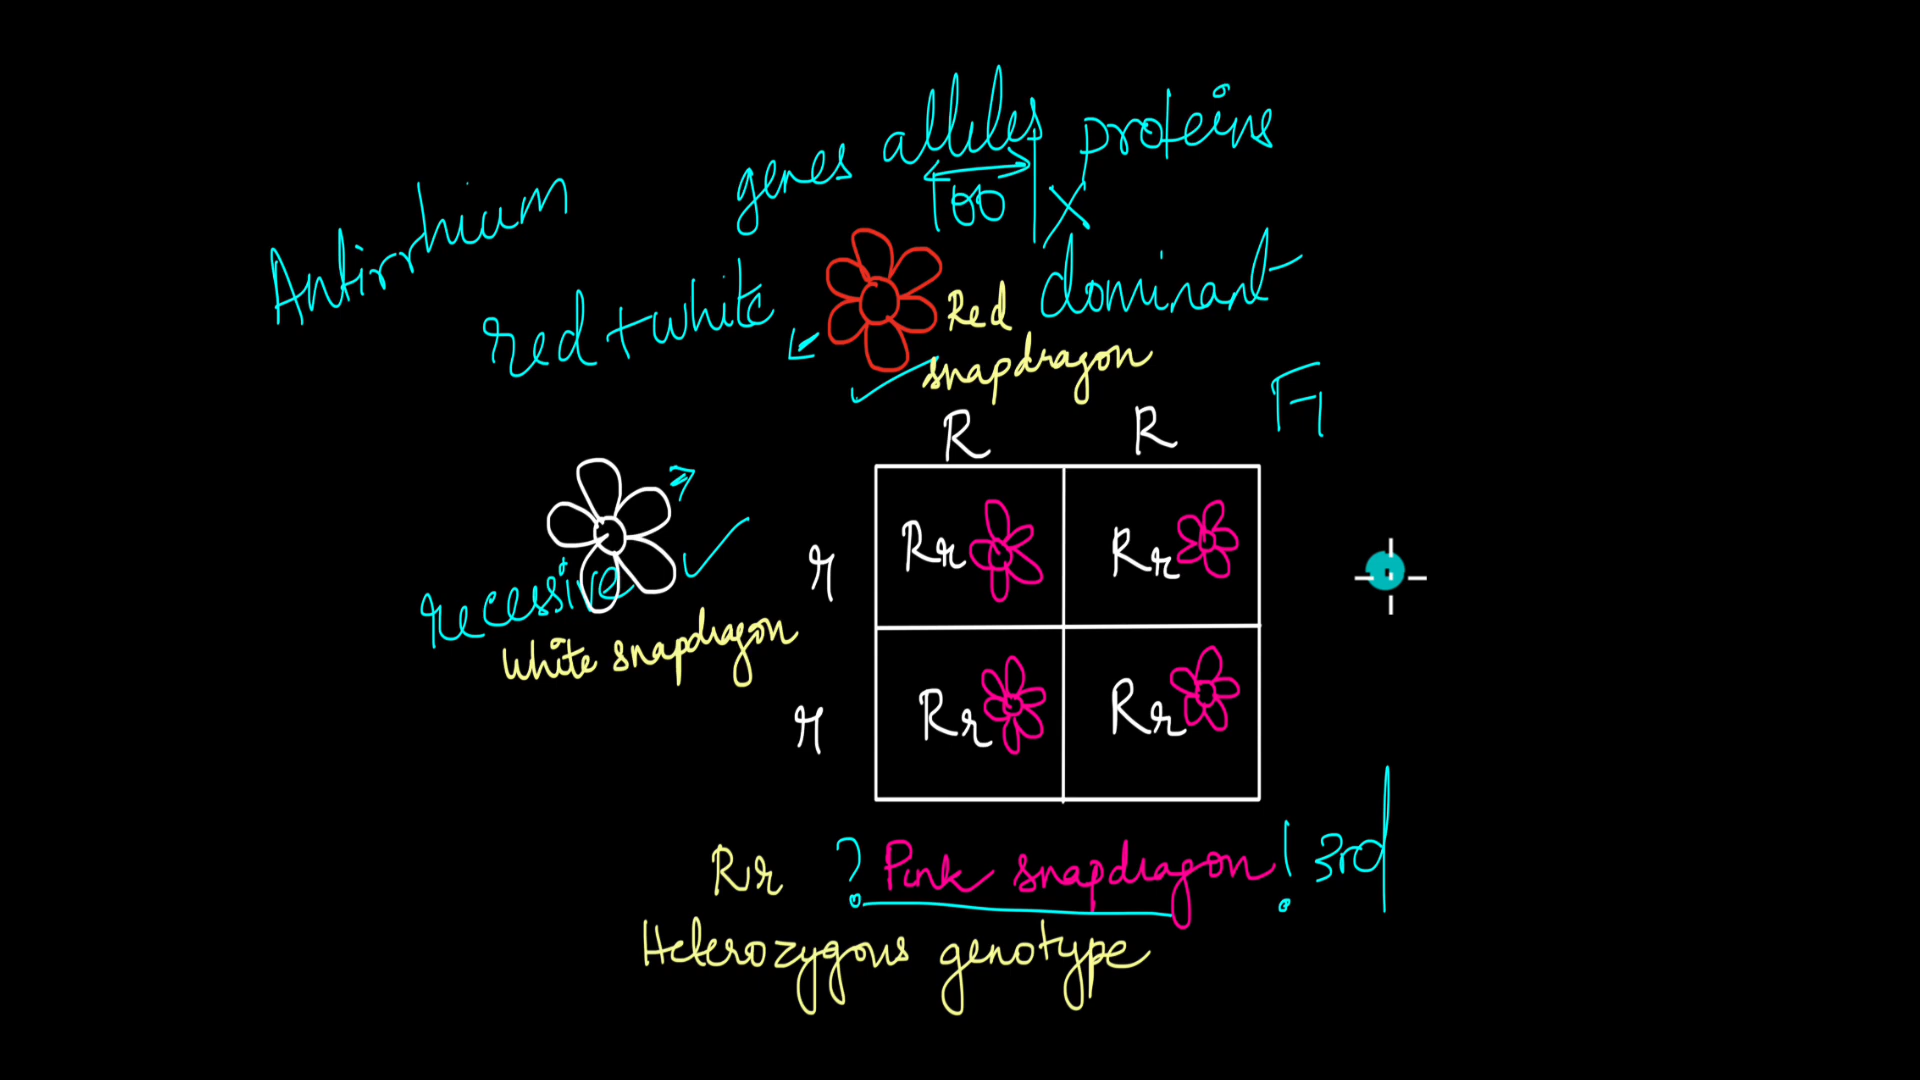 genes alleles proteins
100 X
Antirrhium
red + white
Red dominant
snapdragon
F1
R R
recessive
White snapdragon
r Rr Rr
r Rr Rr
Rr ? Pink snapdragon ! 3rd
Heterozygous genotype